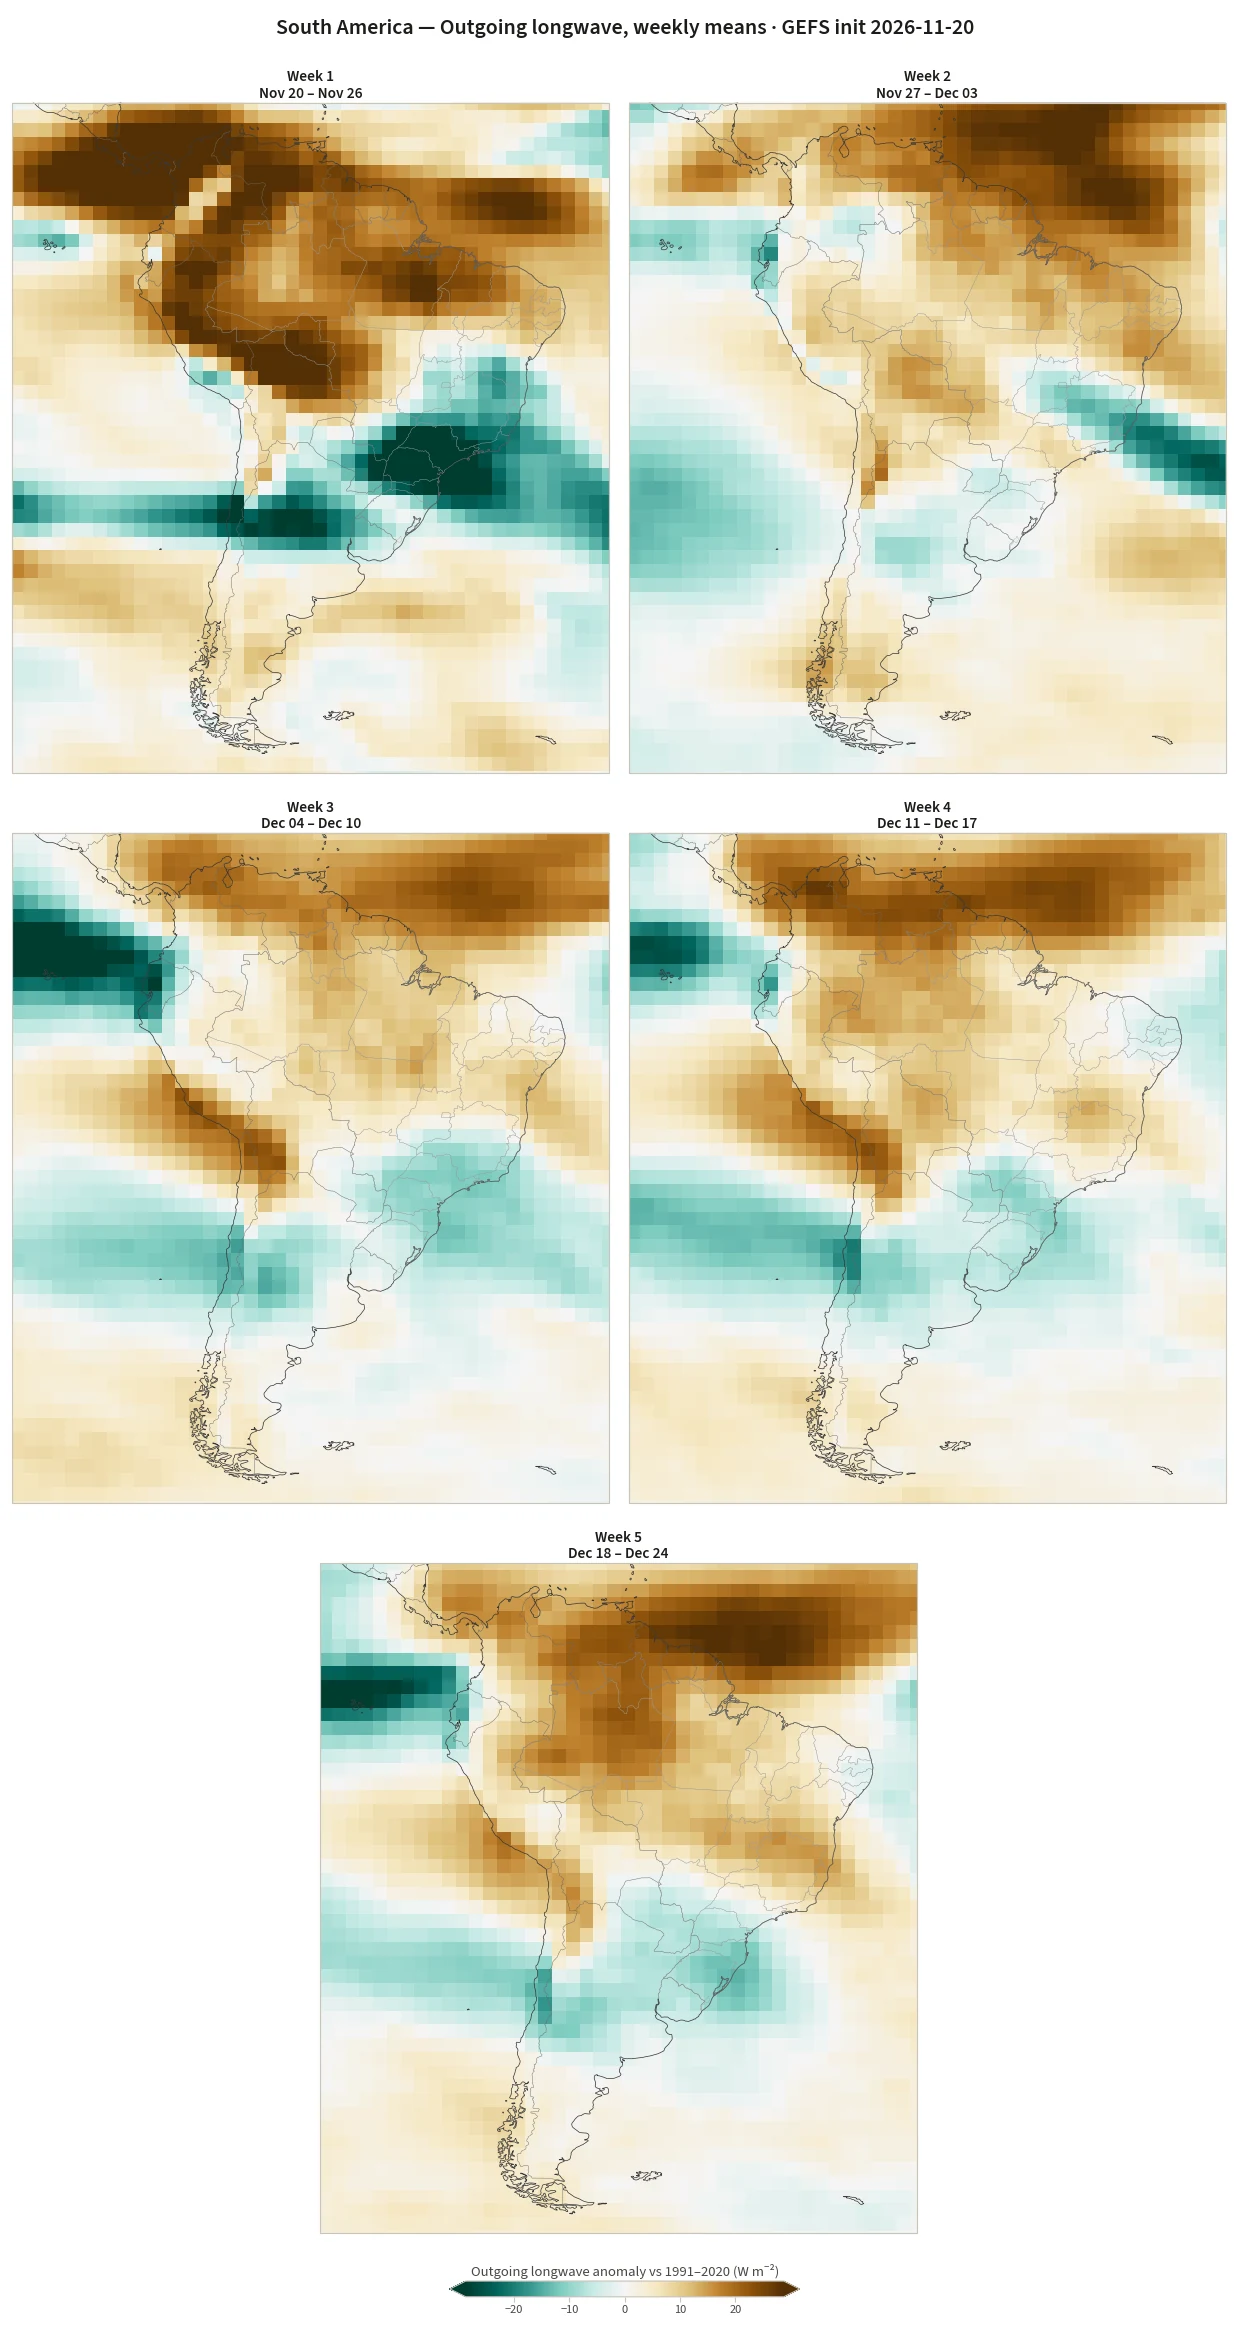 South America — Outgoing longwave, weekly means · GEFS init 2026-11-20
Week 1
Nov 20 – Nov 26
Week 2
Nov 27 – Dec 03
Week 3
Dec 04 – Dec 10
Week 4
Dec 11 – Dec 17
Week 5
Dec 18 – Dec 24
Outgoing longwave anomaly vs 1991–2020 (W m⁻²)
−20 −10 0 10 20